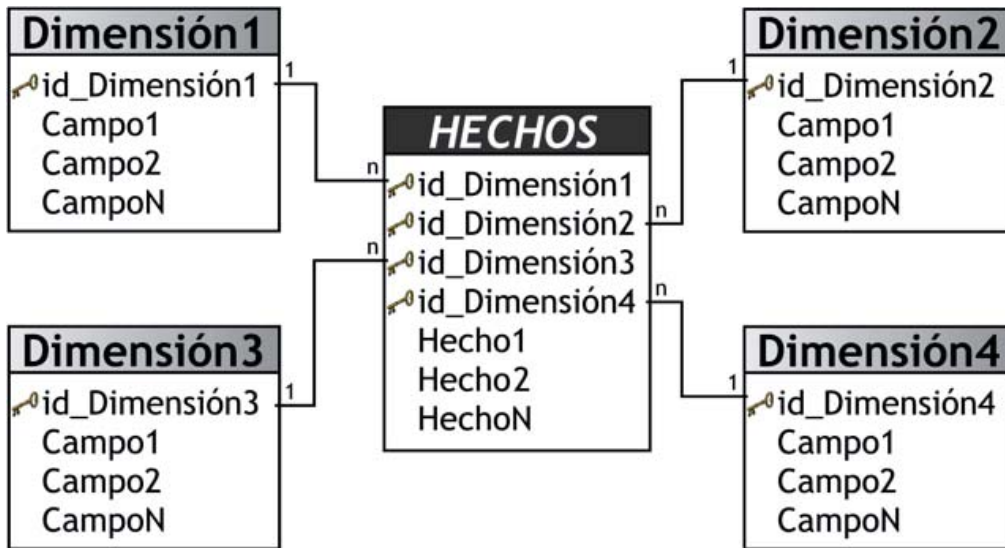 Dimensión1
id_Dimensión1
Campo1
Campo2
CampoN
1
Dimensión2
id_Dimensión2
Campo1
Campo2
CampoN
1
HECHOS
id_Dimensión1
id_Dimensión2
id_Dimensión3
id_Dimensión4
Hecho1
Hecho2
HechoN
n
n
n
n
Dimensión3
id_Dimensión3
Campo1
Campo2
CampoN
1
Dimensión4
id_Dimensión4
Campo1
Campo2
CampoN
1